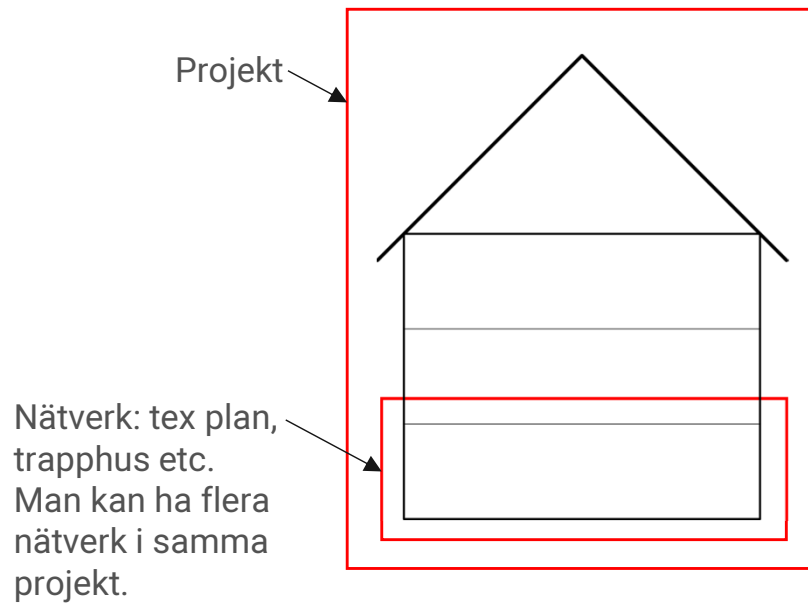 Projekt
Nätverk: tex plan,
trapphus etc.
Man kan ha flera
nätverk i samma
projekt.